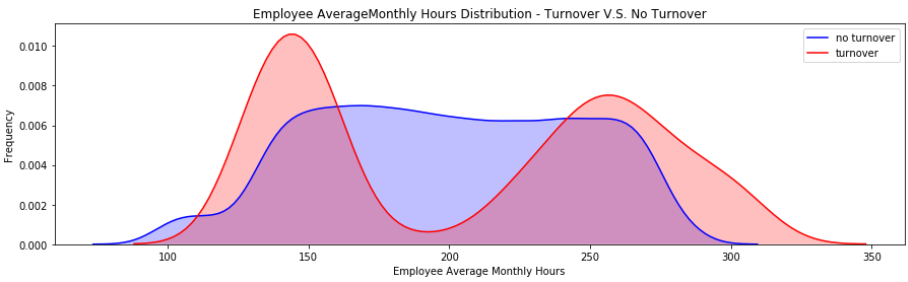 Employee AverageMonthly Hours Distribution - Turnover V.S. No Turnover
no turnover
turnover
0.010
0.008
0.006
0.004
0.002
0.000
Frequency
100 150 200 250 300 350
Employee Average Monthly Hours